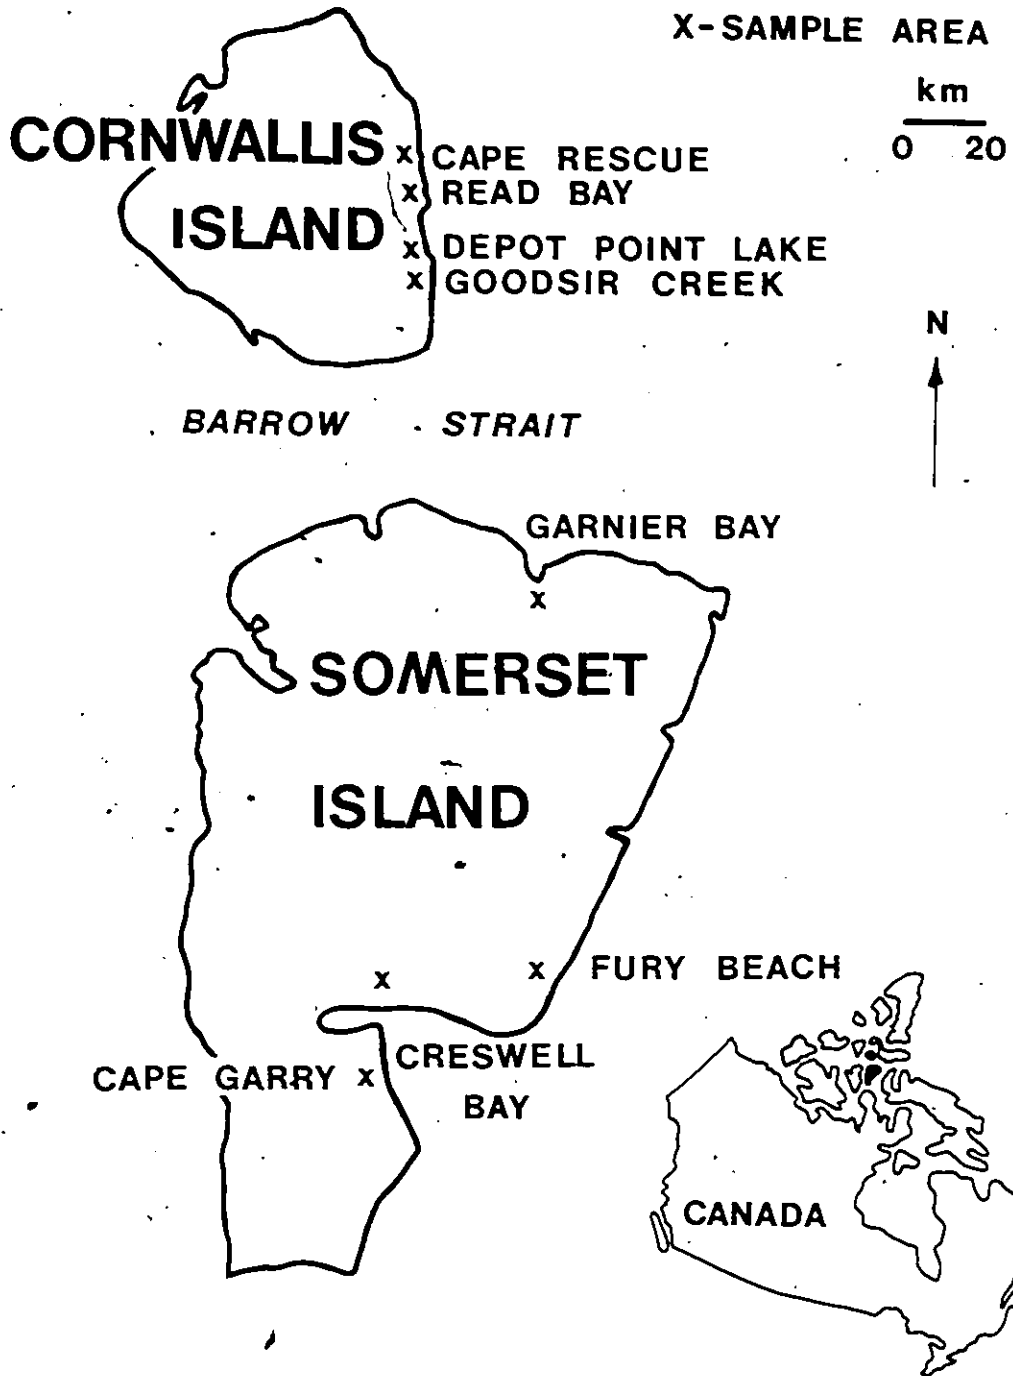 X-SAMPLE AREA
km
0 20
CORNWALLIS
ISLAND
X CAPE RESCUE
X READ BAY
X DEPOT POINT LAKE
X GOODSIR CREEK
N
BARROW STRAIT
GARNIER BAY
X
SOMERSET
ISLAND
X
X FURY BEACH
CAPE GARRY X
CRESWELL
BAY
CANADA